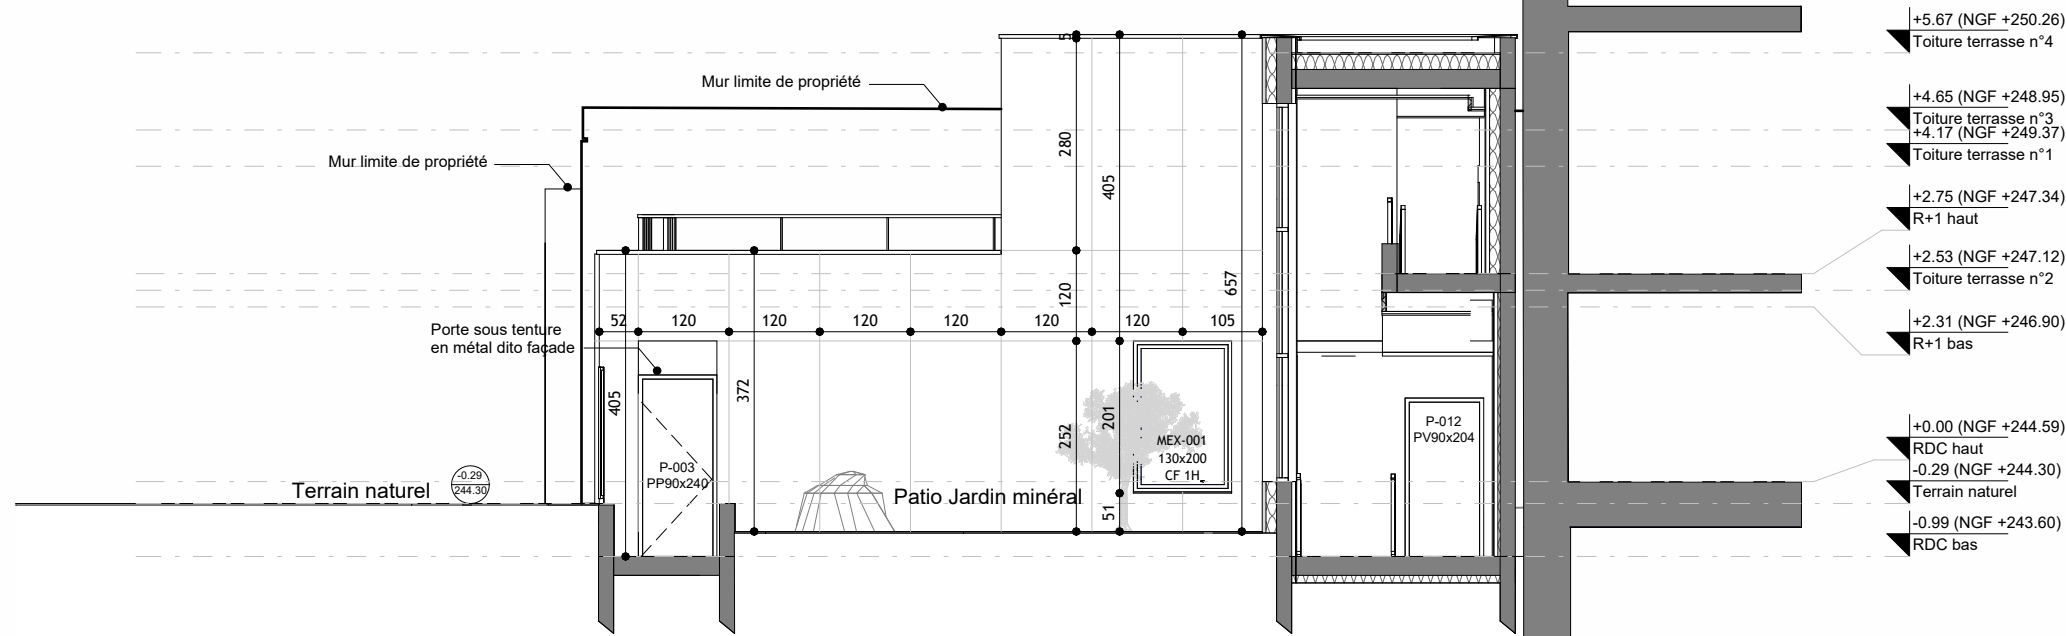 Mur limite de propriété
Mur limite de propriété
Porte sous tenture
en métal dito façade
Terrain naturel
-0.29
244.30
52
120
120
120
120
120
120
105
405
372
280
120
252
405
201
51
657
P-003
PP90x240
Patio Jardin minéral
MEX-001
130x200
CF 1H
P-012
PV90x204
+5.67 (NGF +250.26)
Toiture terrasse n°4
+4.65 (NGF +248.95)
Toiture terrasse n°3
+4.17 (NGF +249.37)
Toiture terrasse n°1
+2.75 (NGF +247.34)
R+1 haut
+2.53 (NGF +247.12)
Toiture terrasse n°2
+2.31 (NGF +246.90)
R+1 bas
+0.00 (NGF +244.59)
RDC haut
-0.29 (NGF +244.30)
Terrain naturel
-0.99 (NGF +243.60)
RDC bas